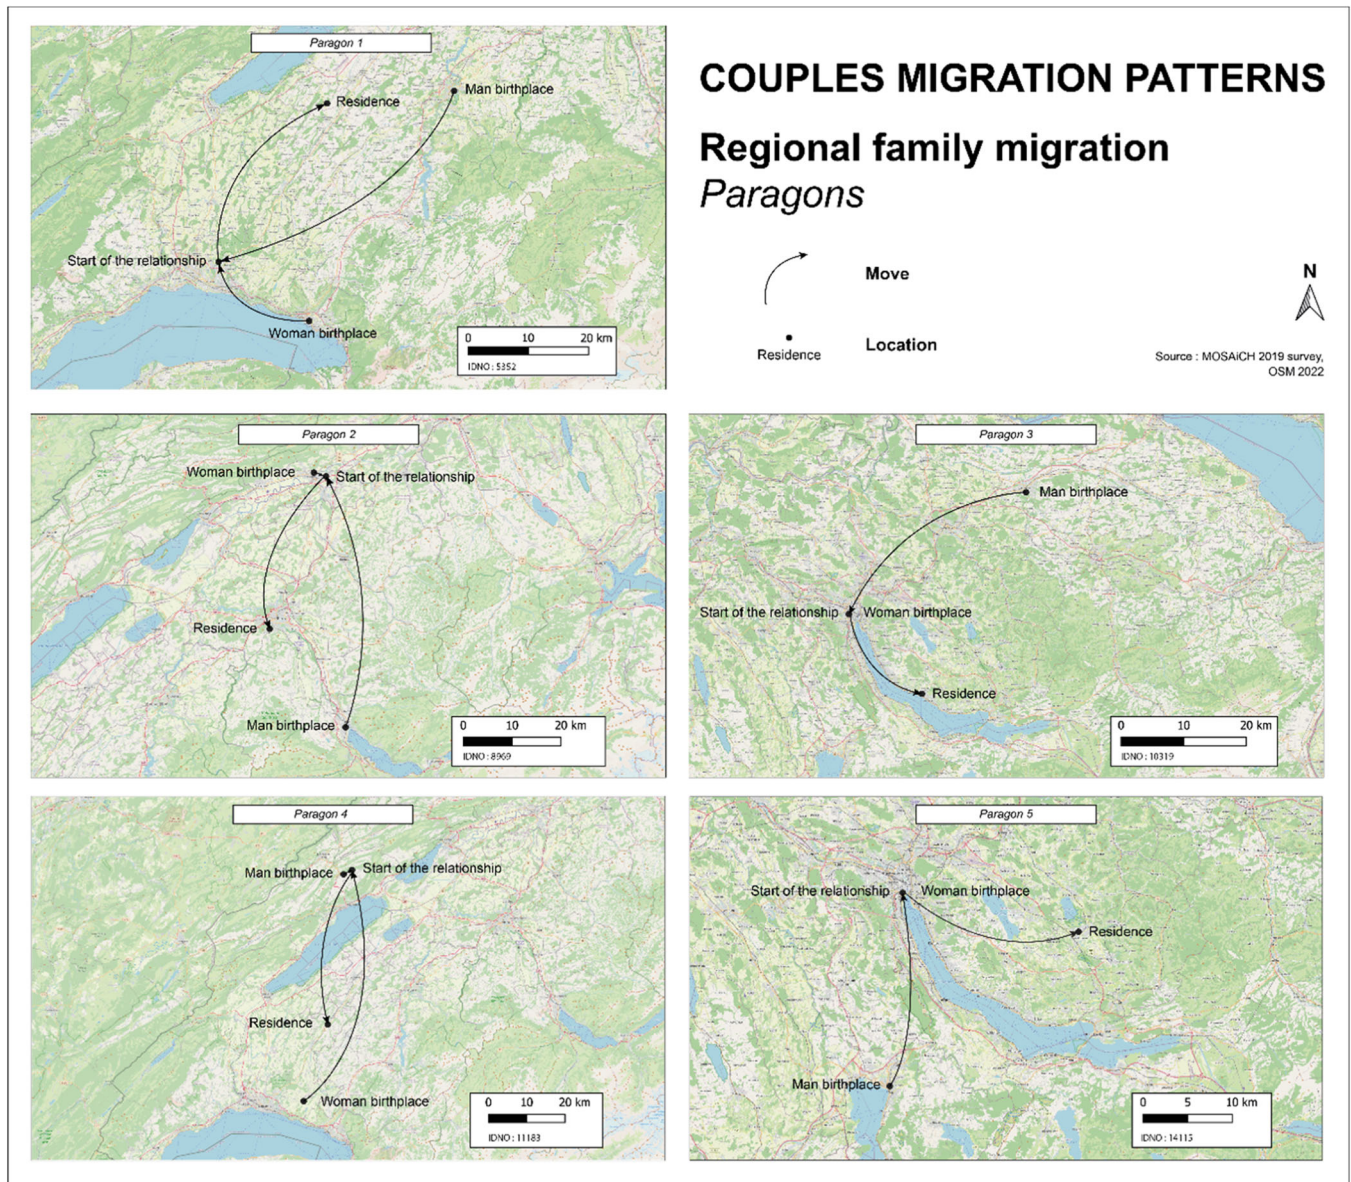 Paragon 1
Residence
Man birthplace
Start of the relationship
Woman birthplace
0 10 20 km
IDNO : 5352
COUPLES MIGRATION PATTERNS
Regional family migration
Paragons
Move
Residence
Location
N
Source : MOSAiCH 2019 survey,
OSM 2022
Paragon 2
Woman birthplace
Start of the relationship
Residence
Man birthplace
0 10 20 km
IDNO : 8969
Paragon 3
Man birthplace
Start of the relationship
Woman birthplace
Residence
0 10 20 km
IDNO : 10319
Paragon 4
Man birthplace
Start of the relationship
Residence
Woman birthplace
0 10 20 km
IDNO : 11183
Paragon 5
Start of the relationship
Woman birthplace
Residence
Man birthplace
0 5 10 km
IDNO : 14115